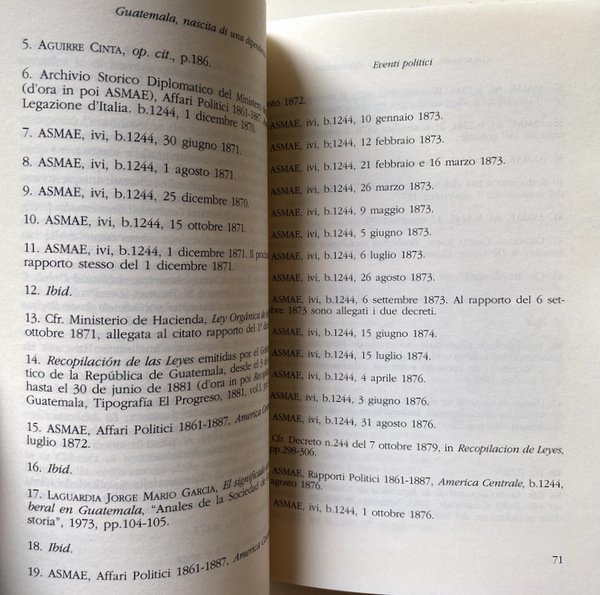 Guatemala, nascita di una
5. AGUIRRE CINTA, op. cit., p.186.
6. Archivio Storico Diplomatico del Ministero
(d'ora in poi ASMAE), Affari Politici 1861-1887,
Legazione d'Italia. b.1244, 1 dicembre 1870.
7. ASMAE, ivi, b.1244, 30 giugno 1871.
8. ASMAE, ivi, b.1244, 1 agosto 1871.
9. ASMAE, ivi, b.1244, 25 dicembre 1870.
10. ASMAE, ivi, b.1244, 15 ottobre 1871.
11. ASMAE, ivi, b.1244, 1 dicembre 1871. Il
rapporto stesso del 1 dicembre 1871.
12. Ibid.
13. Cfr. Ministero de Hacienda, Ley Orgánica
ottobre 1871, allegata al citato rapporto del 1°
14. Recopilación de las Leyes emitidas por el
tico de la República de Guatemala, desde el 3
hasta el 30 de junio de 1881 (d'ora in poi
Guatemala, Tipografía El Progreso, 1881, vol.I,
15. ASMAE, Affari Politici 1861-1887, America
luglio 1872.
16. Ibid.
17. LAGUARDIA JORGE MARIO GARCIA, El significado
beral en Guatemala, "Anales de la Sociedad de
storia", 1973, pp.104-105.
18. Ibid.
19. ASMAE, Affari Politici 1861-1887, America
Eventi politici
1872.
ASMAE, ivi, b.1244, 10 gennaio 1873.
ASMAE, ivi, b;1244, 12 febbraio 1873.
ASMAE, ivi, b.1244, 21 febbraio e 16 marzo 1873.
ASMAE, ivi, b.1244, 26 marzo 1873.
ASMAE, ivi, b.1244, 9 maggio 1873.
ASMAE, ivi, b.1244, 5 giugno 1873.
ASMAE, ivi, b.1244, 6 luglio 1873.
ASMAE, ivi, b.1244, 26 agosto 1873.
ASMAE, ivi, b.1244, 6 settembre 1873. Al rapporto del 6 set-
1873 sono allegati i due decreti.
ASMAE, ivi, b.1244, 15 giugno 1874.
ASMAE, ivi, b.1244, 15 luglio 1874.
ASMAE, ivi, b.1244, 4 aprile 1876.
ASMAE, ivi, b.1244, 3 giugno 1876.
ASMAE, ivi, b.1244, 31 agosto 1876.
Cfr. Decreto n.244 del 7 ottobre 1879, in Recopilacion de Leyes,
pp.298-306.
ASMAE, Rapporti Politici 1861-1887, America Centrale, b.1244,
agosto 1876.
ASMAE, ivi, b.1244, 1 ottobre 1876.
71